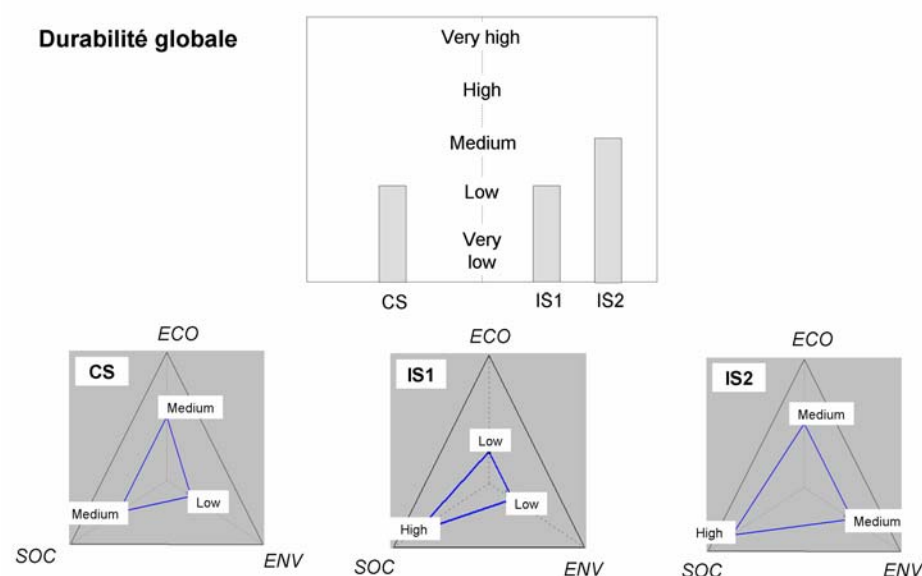 Durabilité globale
Very high
High
Medium
Low
Very
low
CS
IS1
IS2
ECO
CS
Medium
Medium
Low
SOC
ENV
ECO
IS1
Low
High
Low
SOC
ENV
ECO
IS2
Medium
High
Medium
SOC
ENV